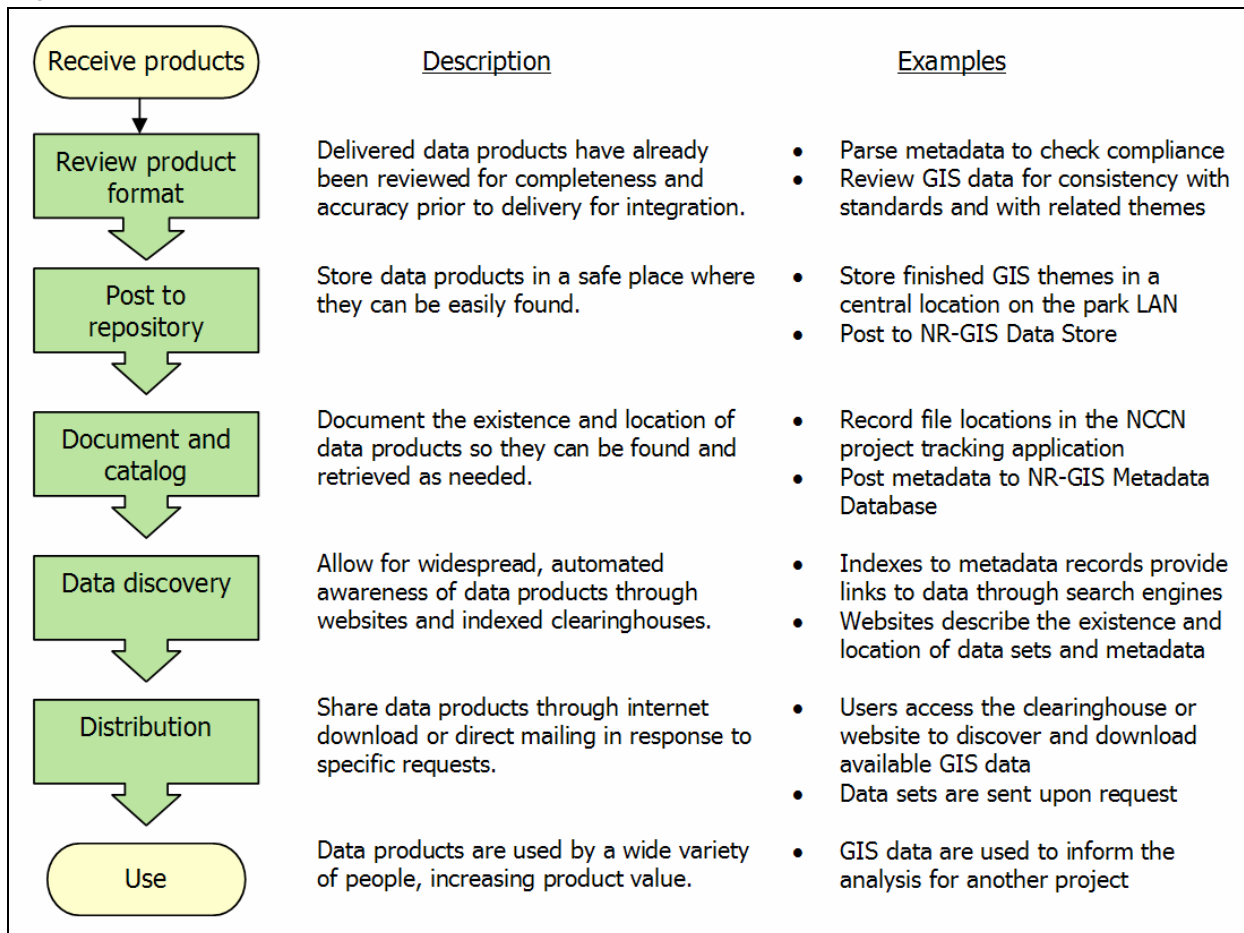 Receive products
Description
Examples
Review product
format
Delivered data products have already
been reviewed for completeness and
accuracy prior to delivery for integration.
• Parse metadata to check compliance
• Review GIS data for consistency with
standards and with related themes
Post to
repository
Store data products in a safe place where
they can be easily found.
• Store finished GIS themes in a
central location on the park LAN
• Post to NR-GIS Data Store
Document and
catalog
Document the existence and location of
data products so they can be found and
retrieved as needed.
• Record file locations in the NCCN
project tracking application
• Post metadata to NR-GIS Metadata
Database
Data discovery
Allow for widespread, automated
awareness of data products through
websites and indexed clearinghouses.
• Indexes to metadata records provide
links to data through search engines
• Websites describe the existence and
location of data sets and metadata
Distribution
Share data products through internet
download or direct mailing in response to
specific requests.
• Users access the clearinghouse or
website to discover and download
available GIS data
• Data sets are sent upon request
Use
Data products are used by a wide variety
of people, increasing product value.
• GIS data are used to inform the
analysis for another project